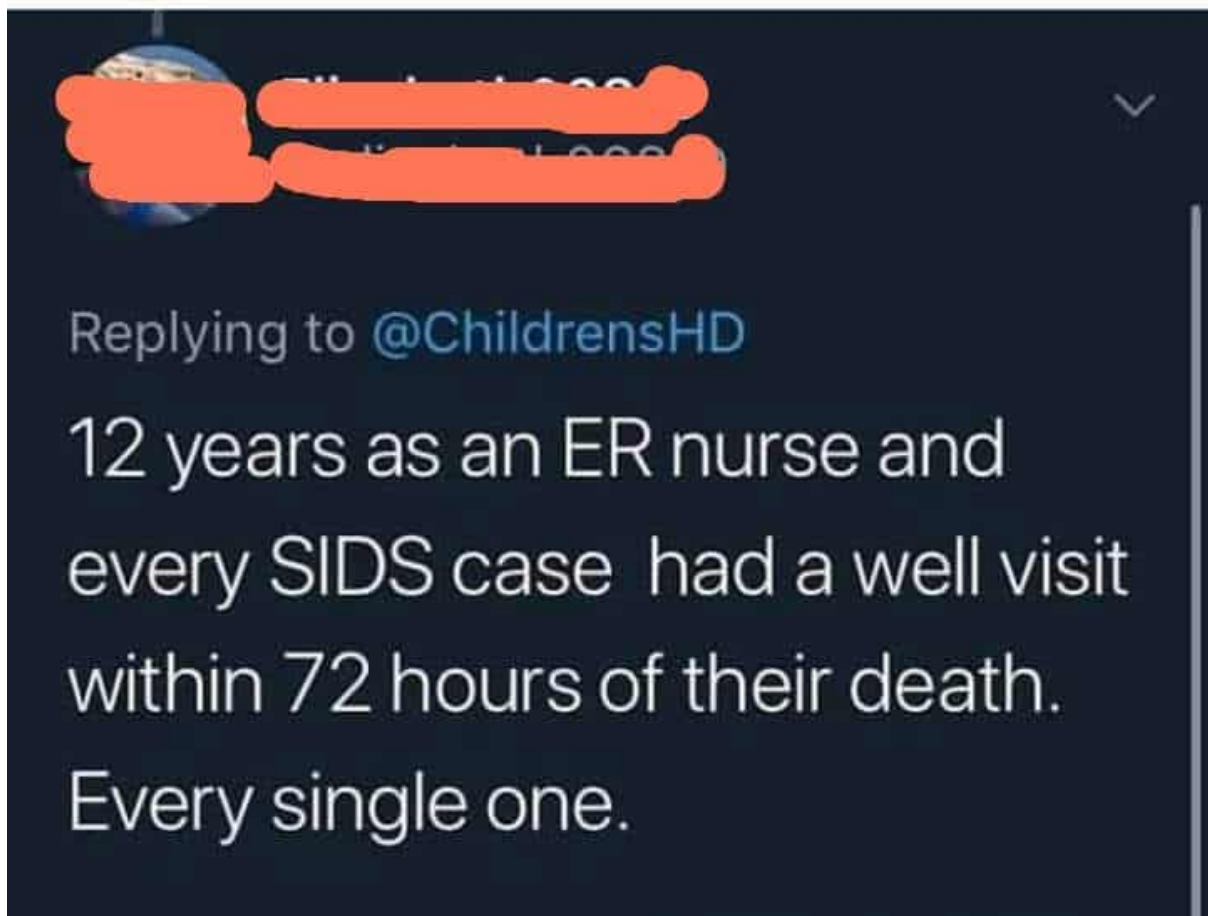 Replying to @ChildrensHD
12 years as an ER nurse and
every SIDS case had a well visit
within 72 hours of their death.
Every single one.